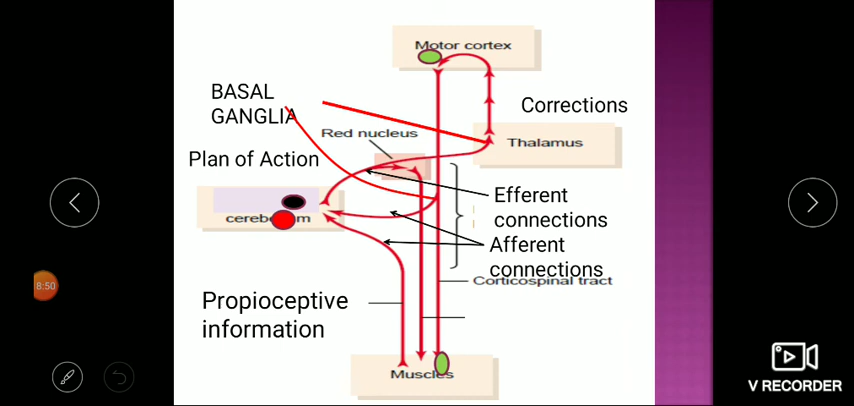 Motor cortex
BASAL
GANGLIA
Corrections
Red nucleus
Thalamus
Plan of Action
Efferent
connections
Afferent
connections
Corticospinal tract
Propioceptive
information
Muscles
8:50
V RECORDER